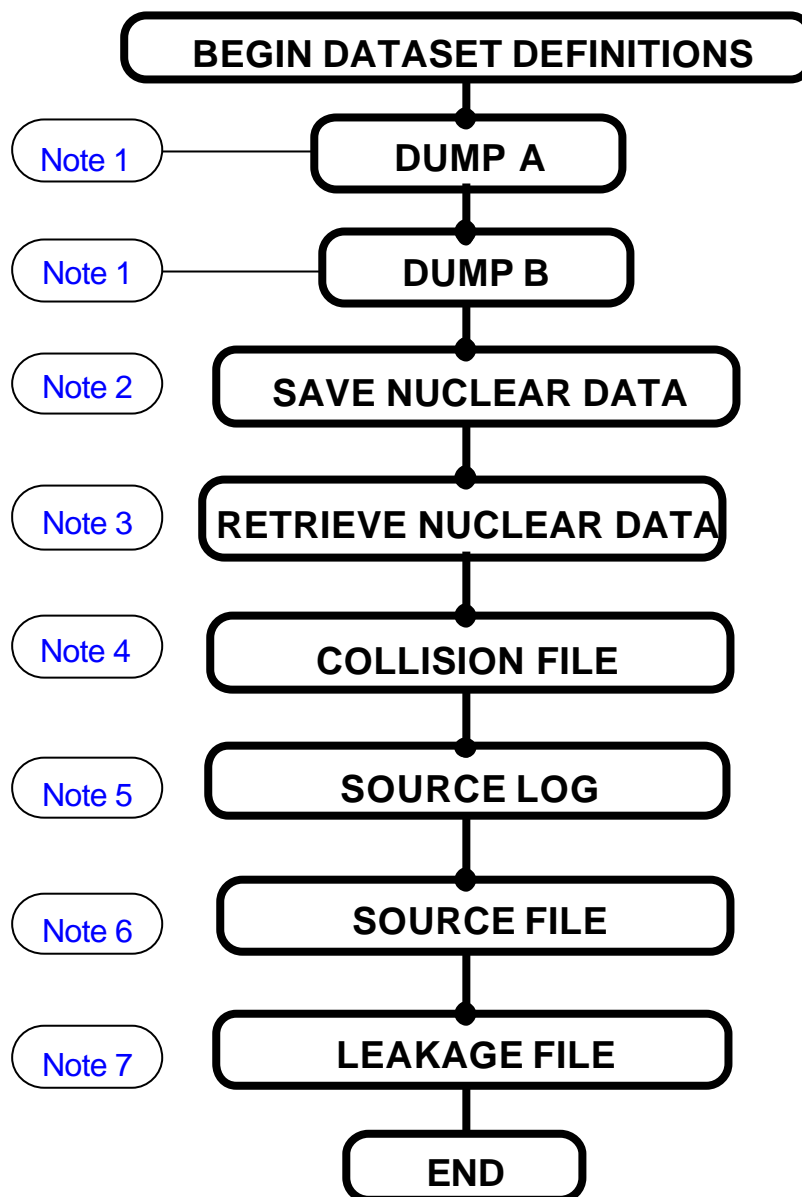 BEGIN DATASET DEFINITIONS
Note 1
DUMP A
Note 1
DUMP B
Note 2
SAVE NUCLEAR DATA
Note 3
RETRIEVE NUCLEAR DATA
Note 4
COLLISION FILE
Note 5
SOURCE LOG
Note 6
SOURCE FILE
Note 7
LEAKAGE FILE
END